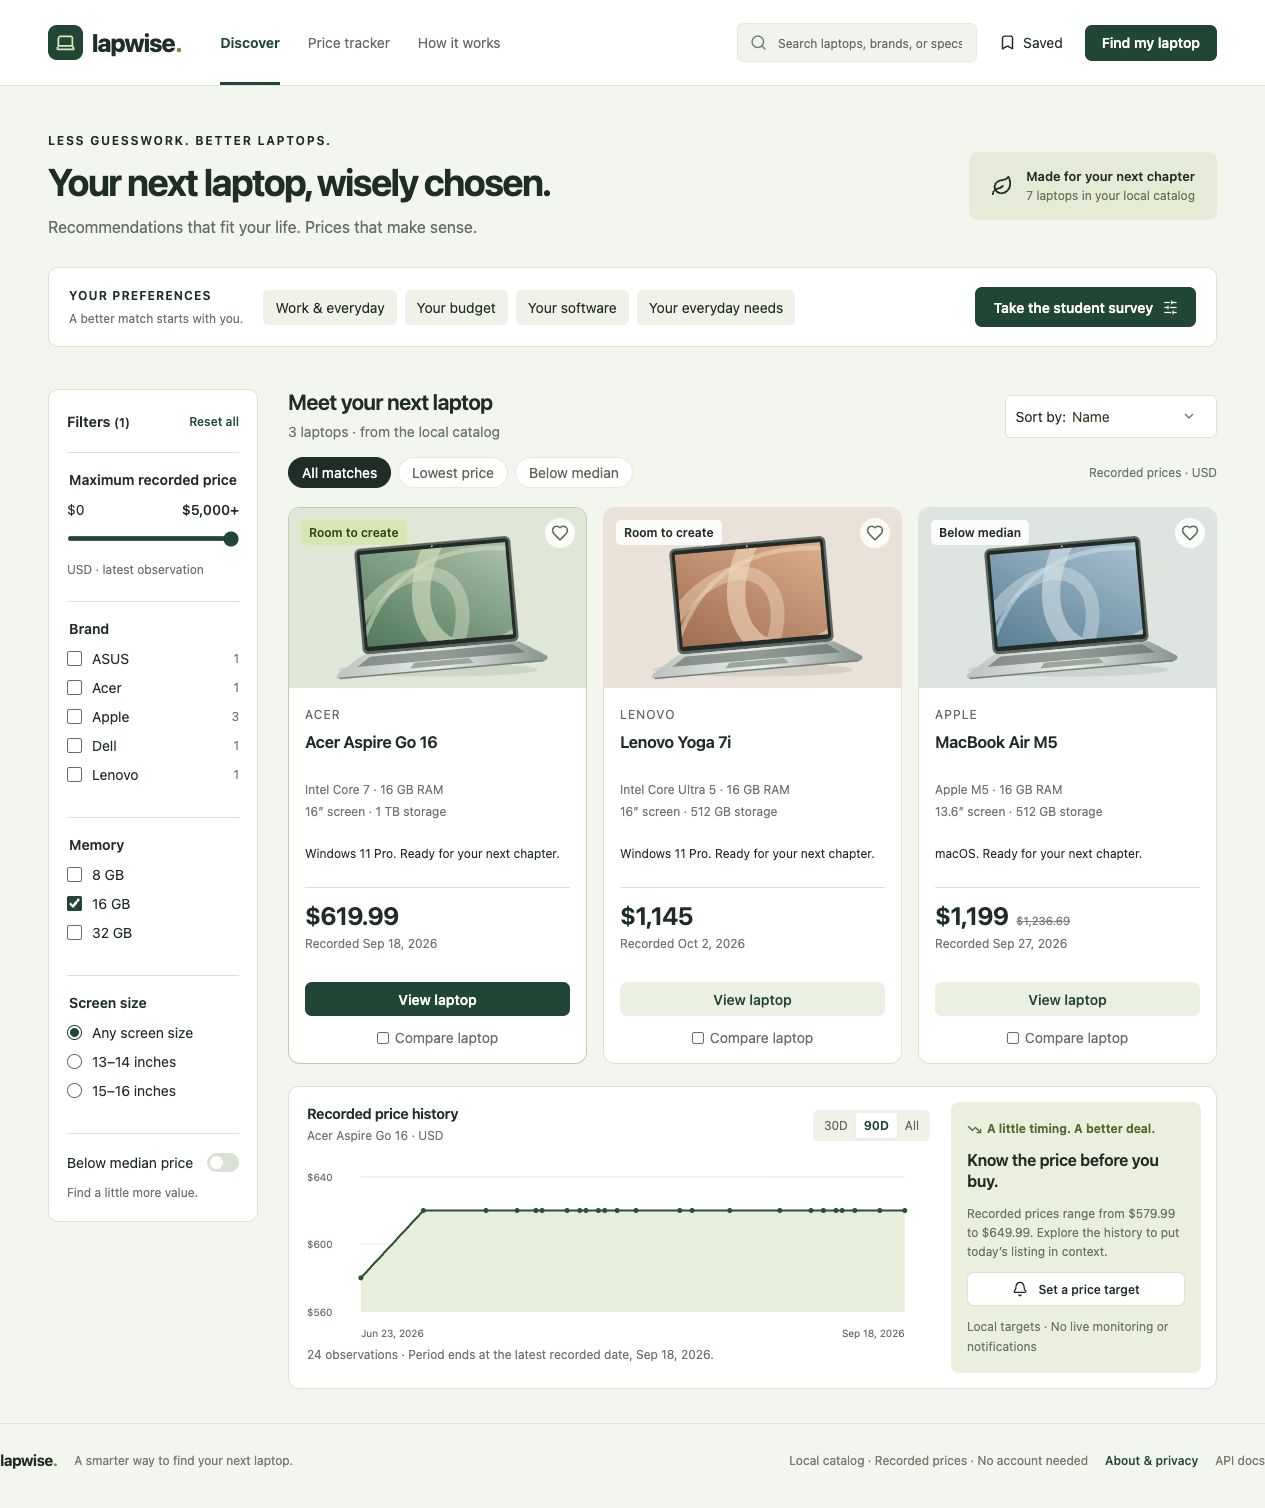 lapwise.
Discover
Price tracker
How it works
Search laptops, brands, or specs
Saved
Find my laptop
LESS GUESSWORK. BETTER LAPTOPS.
Your next laptop, wisely chosen.
Recommendations that fit your life. Prices that make sense.
Made for your next chapter
7 laptops in your local catalog
YOUR PREFERENCES
A better match starts with you.
Work & everyday
Your budget
Your software
Your everyday needs
Take the student survey
Filters (1)
Reset all
Maximum recorded price
$0 $5,000+
USD · latest observation
Brand
ASUS 1
Acer 1
Apple 3
Dell 1
Lenovo 1
Memory
8 GB
16 GB
32 GB
Screen size
Any screen size
13–14 inches
15–16 inches
Below median price
Find a little more value.
Meet your next laptop
3 laptops · from the local catalog
Sort by: Name
All matches
Lowest price
Below median
Recorded prices · USD
Room to create
ACER
Acer Aspire Go 16
Intel Core 7 · 16 GB RAM
16″ screen · 1 TB storage
Windows 11 Pro. Ready for your next chapter.
$619.99
Recorded Sep 18, 2026
View laptop
Compare laptop
Room to create
LENOVO
Lenovo Yoga 7i
Intel Core Ultra 5 · 16 GB RAM
16″ screen · 512 GB storage
Windows 11 Pro. Ready for your next chapter.
$1,145
Recorded Oct 2, 2026
View laptop
Compare laptop
Below median
APPLE
MacBook Air M5
Apple M5 · 16 GB RAM
13.6″ screen · 512 GB storage
macOS. Ready for your next chapter.
$1,199 $1,236.69
Recorded Sep 27, 2026
View laptop
Compare laptop
Recorded price history
Acer Aspire Go 16 · USD
30D 90D All
$640
$600
$560
Jun 23, 2026
Sep 18, 2026
24 observations · Period ends at the latest recorded date, Sep 18, 2026.
A little timing. A better deal.
Know the price before you
buy.
Recorded prices range from $579.99
to $649.99. Explore the history to put
today's listing in context.
Set a price target
Local targets · No live monitoring or
notifications
lapwise.
A smarter way to find your next laptop.
Local catalog · Recorded prices · No account needed
About & privacy
API docs